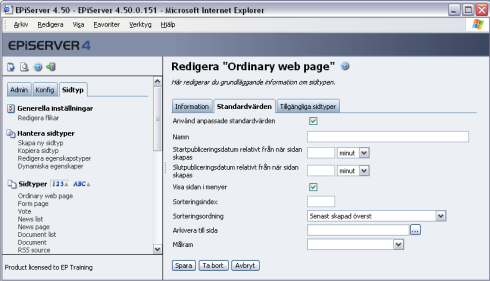 EPiServer 4.50 - EPiServer 4.50.0.151 - Microsoft Internet Explorer
Arkiv Redigera Visa Favoriter Verktyg Hjälp
EPiSERVER 4
Admin Konfig Sidtyp
Generella inställningar
Redigera flikar
Hantera sidtyper
Skapa ny sidtyp
Kopiera sidtyp
Redigera egenskapstyper
Dynamiska egenskaper
Sidtyper 123 ABC
Ordinary web page
Form page
Vote
News list
News page
Document list
Document
RSS source
Product licensed to EP Training
Redigera "Ordinary web page"
Här redigerar du grundläggande information om sidtypen.
Information Standardvärden Tillgängliga sidtyper
Använd anpassade standardvärden
Namn
Startpubliceringsdatum relativt från när sidan skapas minut
Slutpubliceringsdatum relativt från när sidan skapas minut
Visa sidan i menyer
Sorteringsindex
Sorteringsordning Senast skapad överst
Arkivera till sida ...
Målram
Spara Ta bort Avbryt